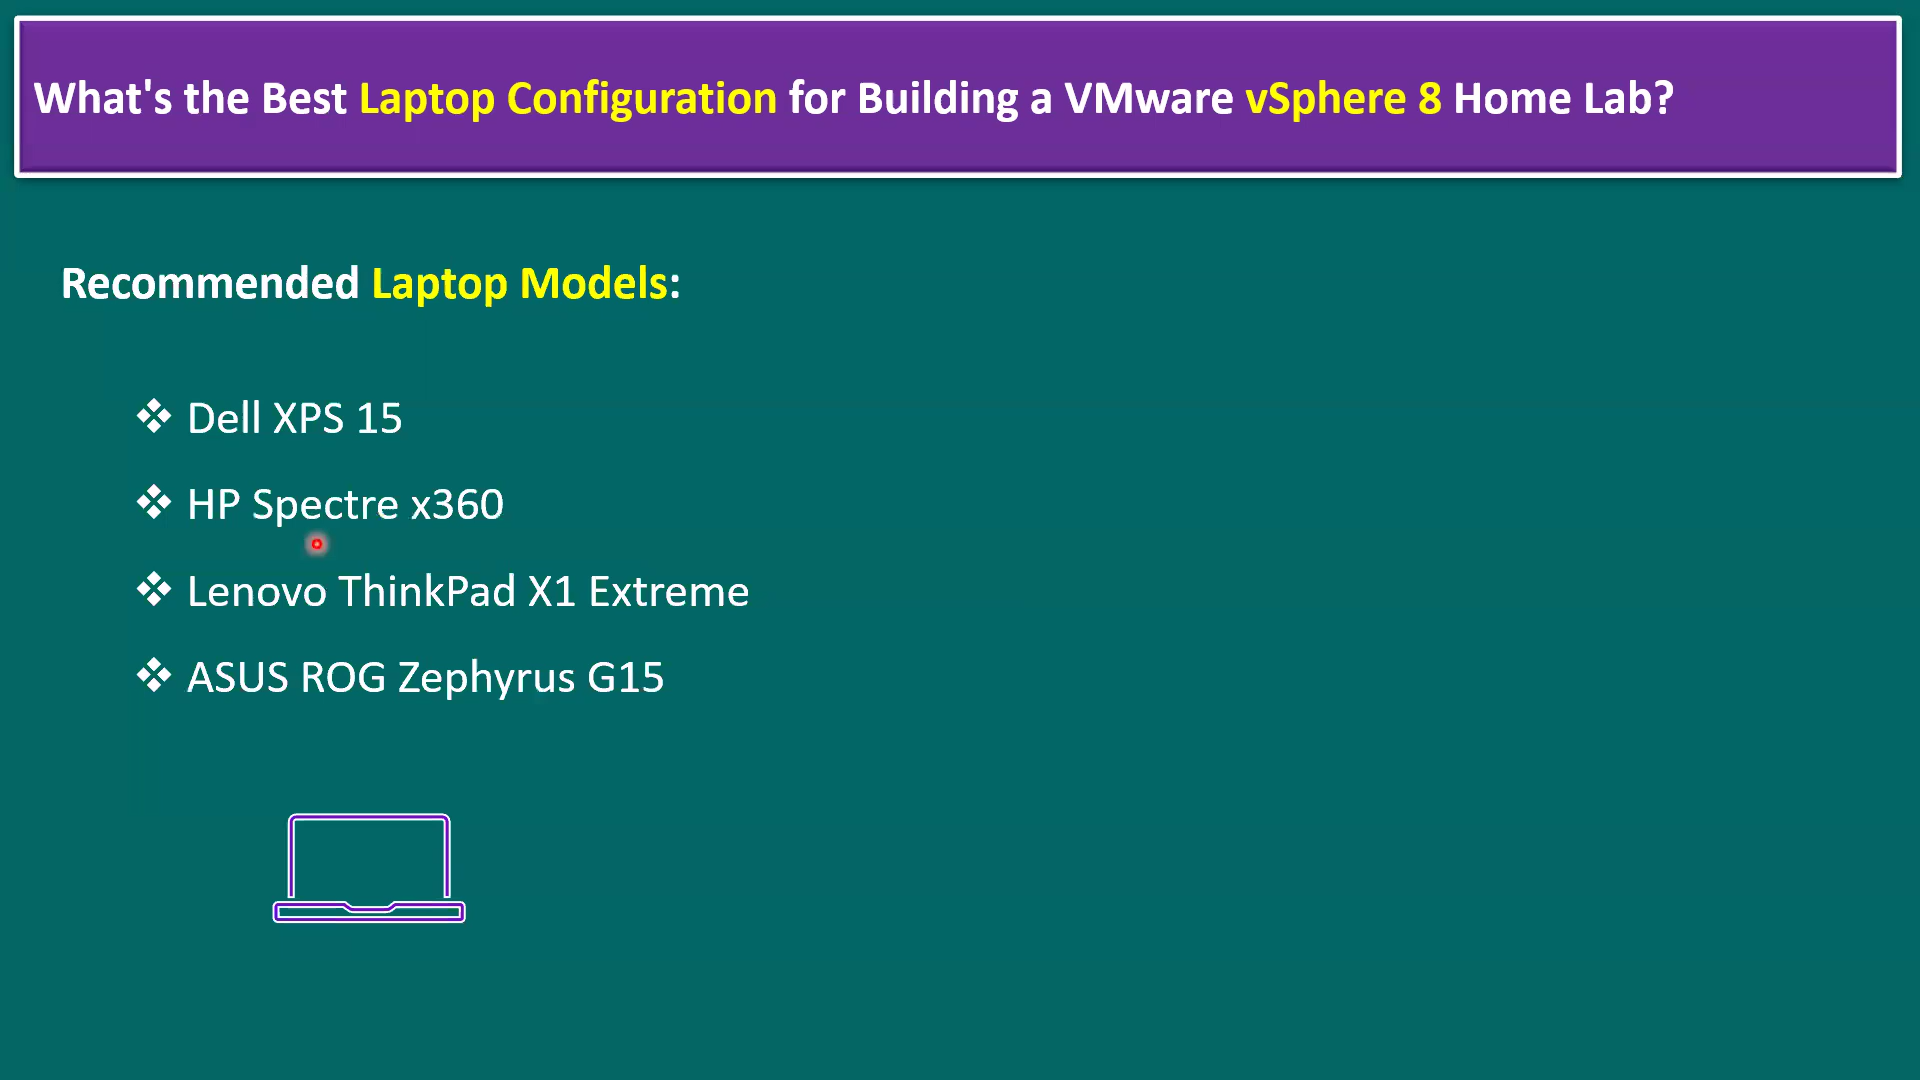 What's the Best Laptop Configuration for Building a VMware vSphere 8 Home Lab?
Recommended Laptop Models:
❖ Dell XPS 15
❖ HP Spectre x360
❖ Lenovo ThinkPad X1 Extreme
❖ ASUS ROG Zephyrus G15